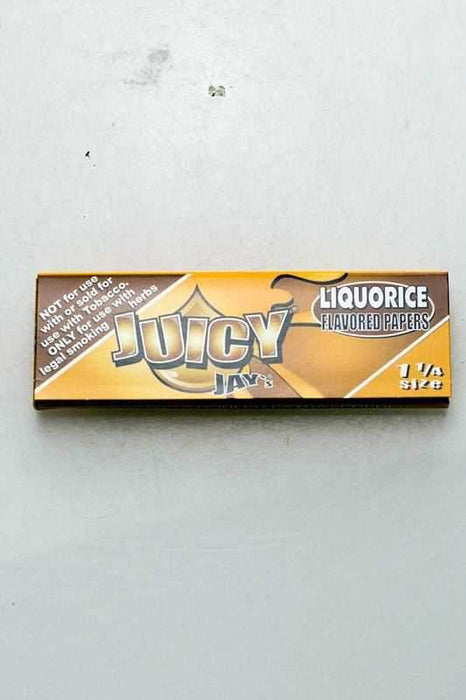 NOT for use
with or sold for
use with Tobacco.
ONLY for use with
legal smoking herbs
JUICY
JAY's
LIQUORICE
FLAVORED PAPERS
1 1/4
size